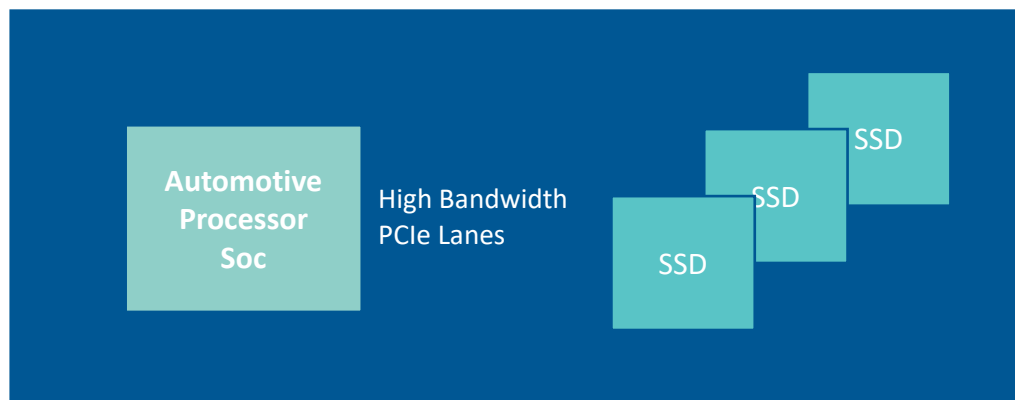 Automotive
Processor
Soc
High Bandwidth
PCIe Lanes
SSD
SSD
SSD